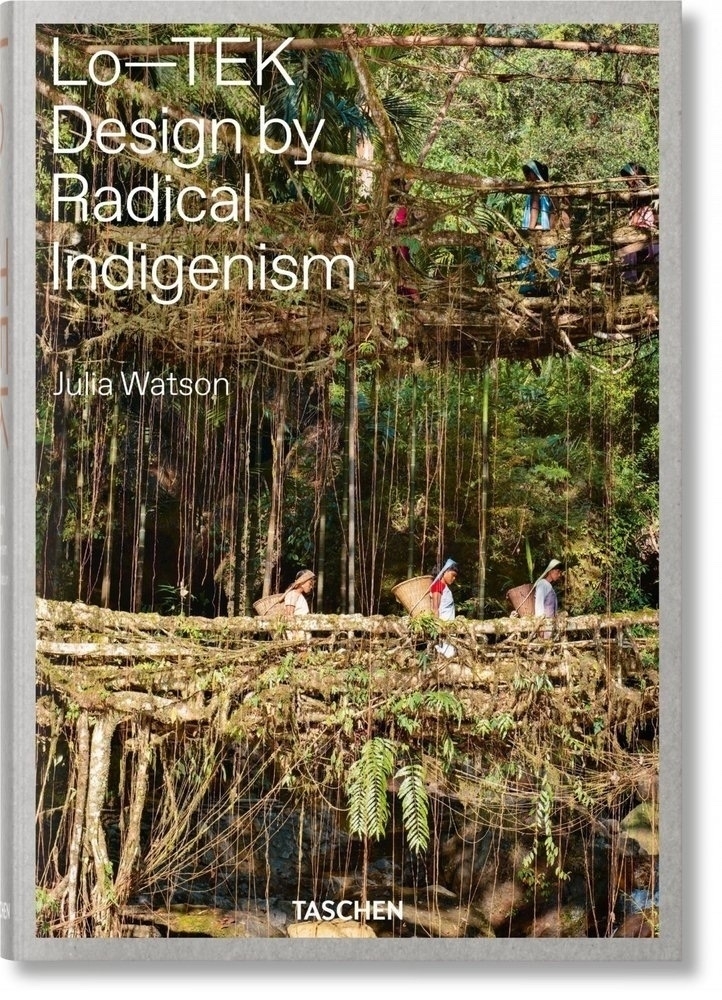 Lo—TEK
Design by
Radical
Indigenism
Julia Watson
TASCHEN